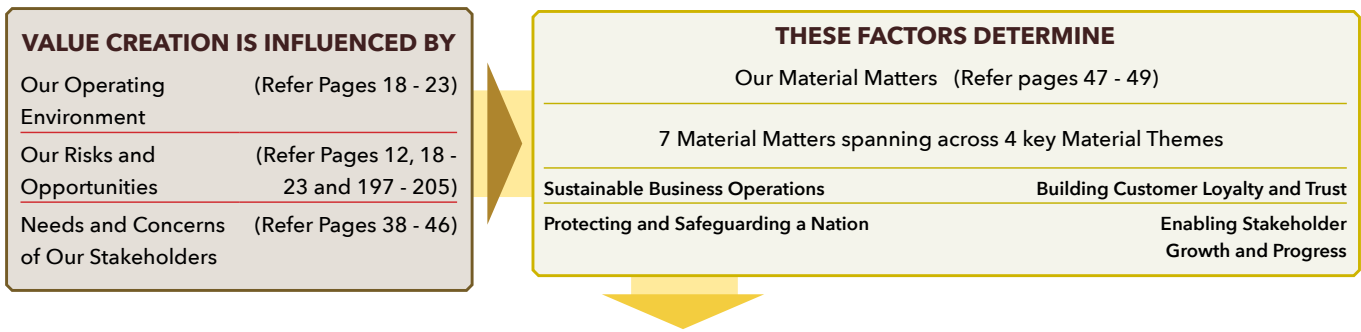 VALUE CREATION IS INFLUENCED BY
Our Operating (Refer Pages 18 - 23)
Environment
Our Risks and (Refer Pages 12, 18 -
Opportunities 23 and 197 - 205)
Needs and Concerns (Refer Pages 38 - 46)
of Our Stakeholders
THESE FACTORS DETERMINE
Our Material Matters (Refer pages 47 - 49)
7 Material Matters spanning across 4 key Material Themes
Sustainable Business Operations Building Customer Loyalty and Trust
Protecting and Safeguarding a Nation Enabling Stakeholder
Growth and Progress